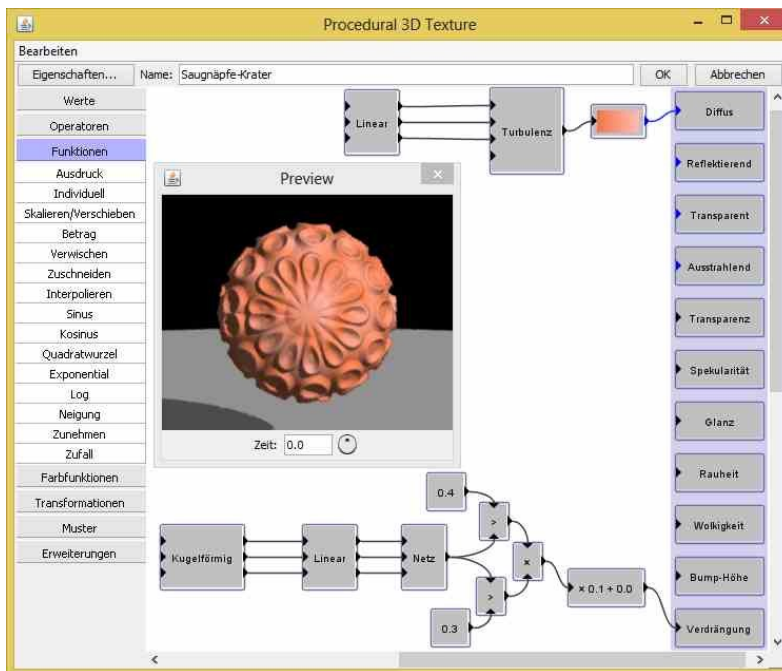 Procedural 3D Texture
Bearbeiten
Eigenschaften... Name: Saugnäpfe-Krater OK Abbrechen
Werte
Operatoren
Funktionen
Ausdruck
Individuell
Skalieren/Verschieben
Betrag
Verwischen
Zuschneiden
Interpolieren
Sinus
Kosinus
Quadratwurzel
Exponential
Log
Neigung
Zunehmen
Zufall
Farbfunktionen
Transformationen
Muster
Erweiterungen
Linear
Turbulenz
Preview
Zeit: 0.0
0.4
>
Kugelförmig
Linear
Netz
×
>
0.3
× 0.1 + 0.0
Diffus
Reflektierend
Transparent
Ausstrahlend
Transparenz
Spekularität
Glanz
Rauheit
Wolkigkeit
Bump-Höhe
Verdrängung